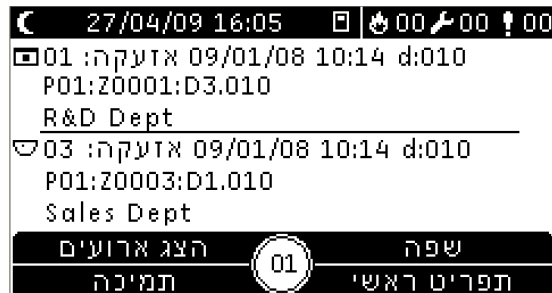 27/04/09 16:05 00 00 00
01 אזעקה: 09/01/08 10:14 d:010
P01:Z0001:D3.010
R&D Dept
03 אזעקה: 09/01/08 10:14 d:010
P01:Z0003:D1.010
Sales Dept
הצג ארועים
שפה
01
תמיכה
תפריט ראשי